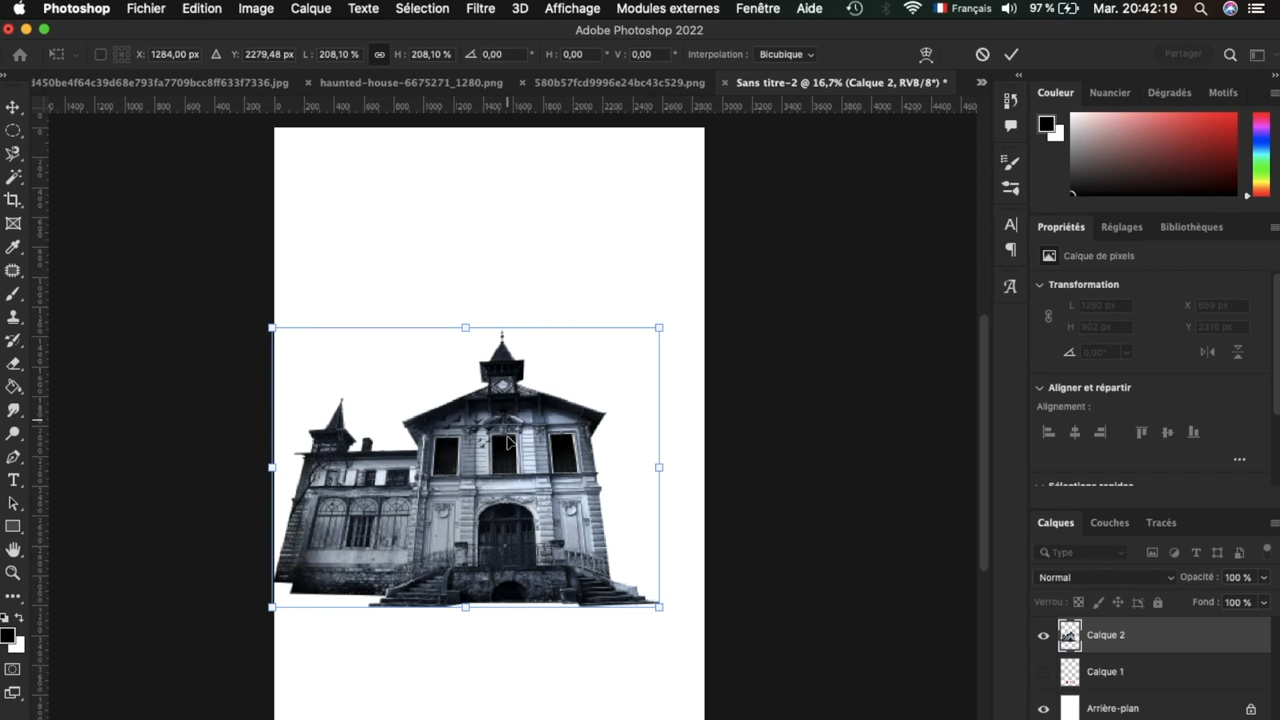 Photoshop Fichier Edition Image Calque Texte Sélection Filtre 3D Affichage Modules externes Fenêtre Aide Français 97 % Mar. 20:42:19
Adobe Photoshop 2022
X: 1284,00 px Y: 2279,48 px L: 208,10 % H: 208,10 % 0,00 ° H: 0,00 ° V: 0,00 ° Interpolation : Bicubique Partager
d450be4f64c39d68e793fa7709bcc8ff633f7336.jpg × haunted-house-6675271_1280.png × 580b57fcd9996e24bc43c529.png × Sans titre-2 @ 16,7% (Calque 2, RVB/8*) *
Couleur Nuancier Dégradés Motifs
Propriétés Réglages Bibliothèques
Calque de pixels
Transformation
L 1250 px X 669 px
H 902 px Y 2316 px
0,00°
Aligner et répartir
Alignement :
Sélections rapides
Calques Couches Tracés
Type
Normal Opacité : 100 %
Verrou : Fond : 100 %
Calque 2
Calque 1
Arrière-plan